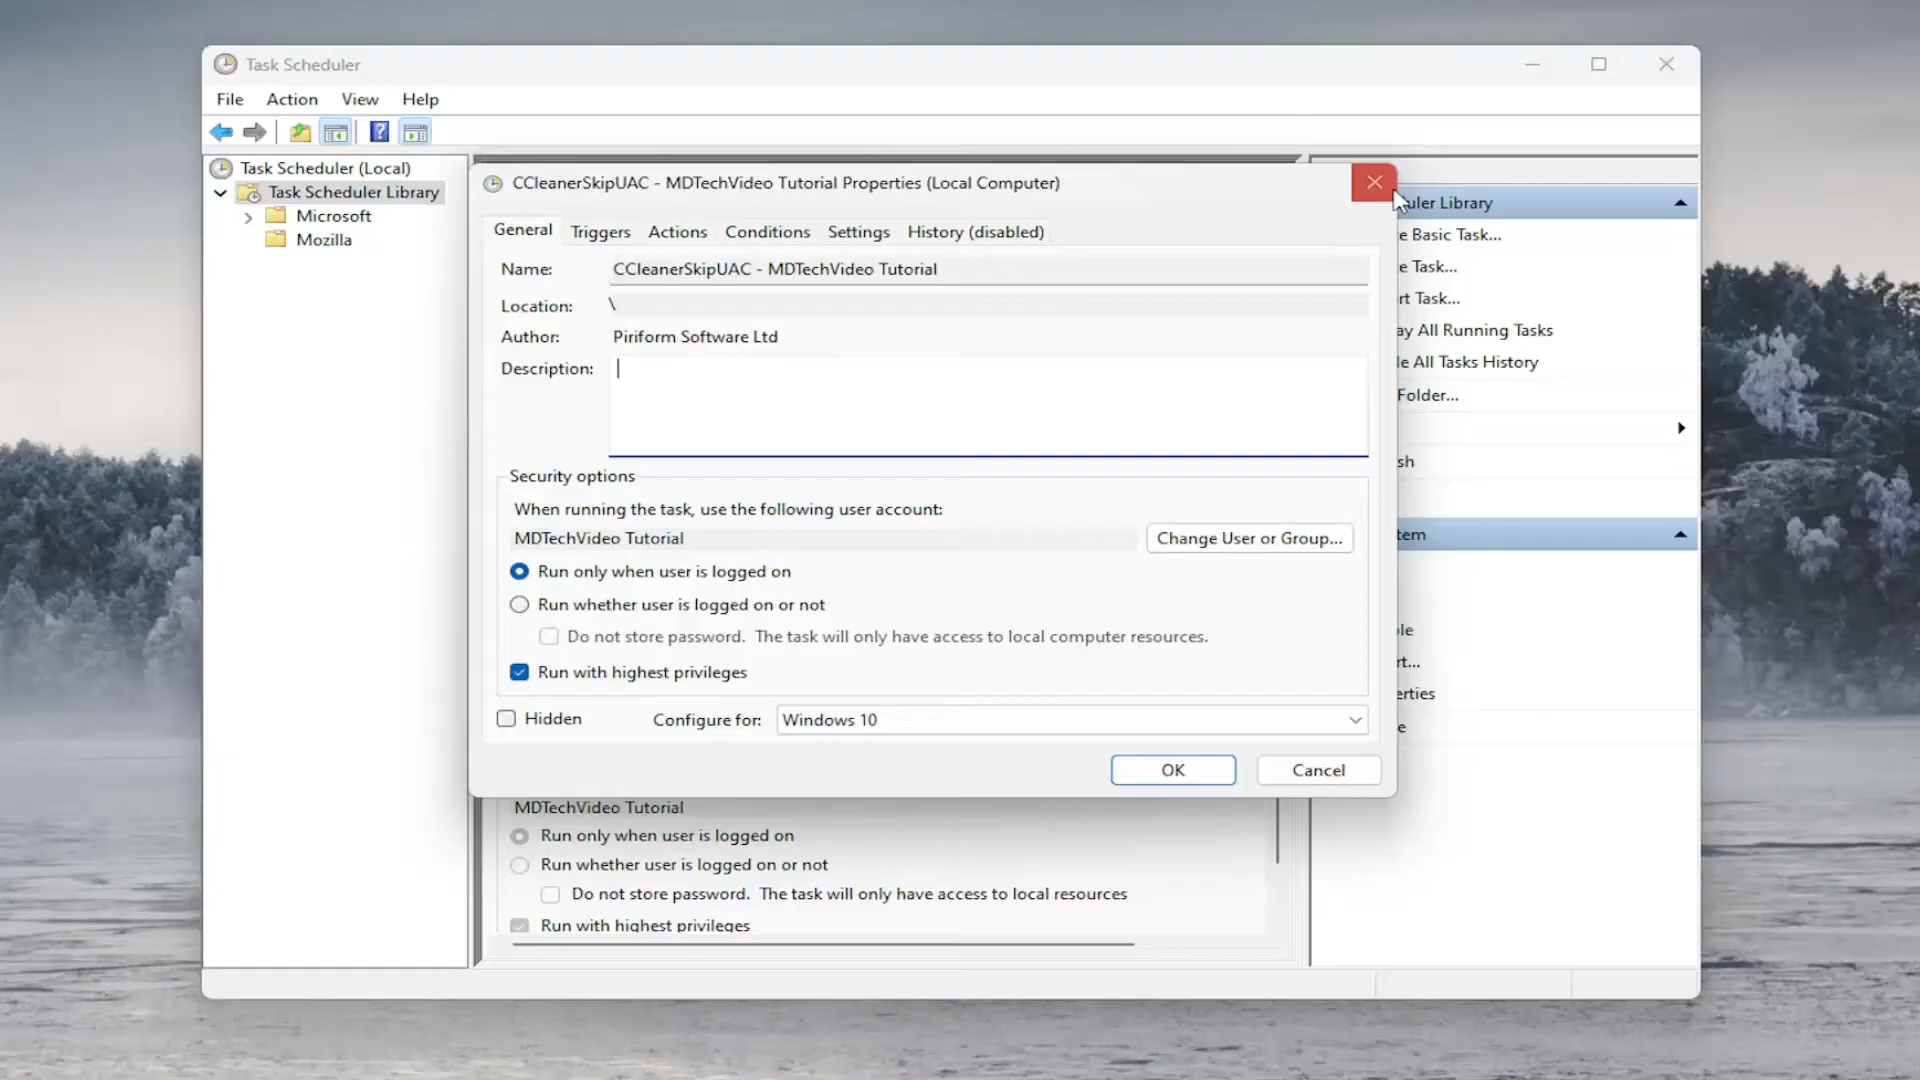 Task Scheduler
File Action View Help
Task Scheduler (Local)
Task Scheduler Library
Microsoft
Mozilla
CCleanerSkipUAC - MDTechVideo Tutorial Properties (Local Computer)
General Triggers Actions Conditions Settings History (disabled)
Name: CCleanerSkipUAC - MDTechVideo Tutorial
Location: \
Author: Piriform Software Ltd
Description:
Security options
When running the task, use the following user account:
MDTechVideo Tutorial Change User or Group...
Run only when user is logged on
Run whether user is logged on or not
Do not store password. The task will only have access to local computer resources.
Run with highest privileges
Hidden Configure for: Windows 10
OK Cancel
MDTechVideo Tutorial
Run only when user is logged on
Run whether user is logged on or not
Do not store password. The task will only have access to local resources
Run with highest privileges
uler Library
e Basic Task...
e Task...
rt Task...
ay All Running Tasks
le All Tasks History
Folder...
sh
tem
le
rt...
erties
e